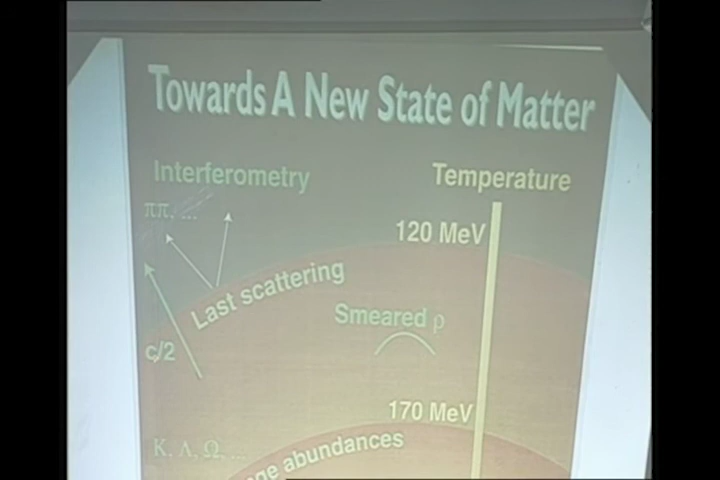 Towards A New State of Matter
Interferometry
Temperature
ππ, ...
120 MeV
Last scattering
Smeared ρ
c/2
170 MeV
K, Λ, Ω, ...
abundances